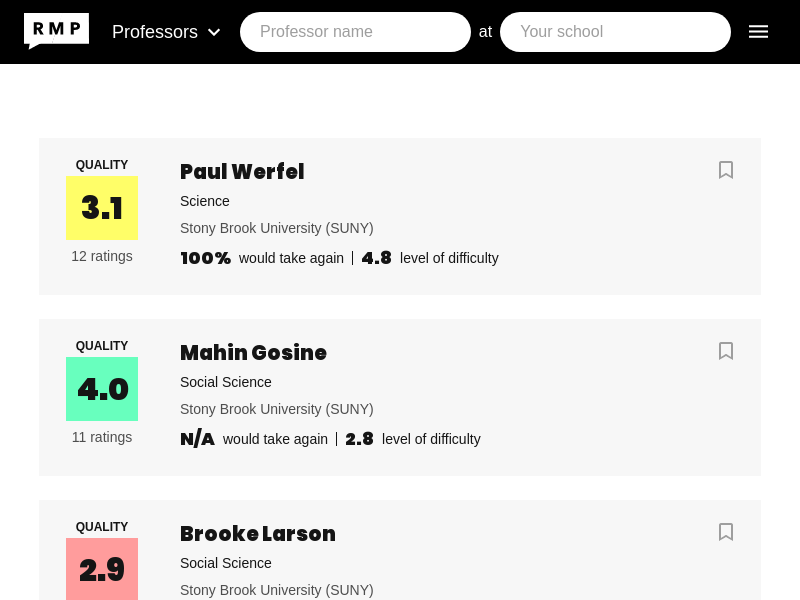 RMP Professors Professor name at Your school
QUALITY
3.1
12 ratings
Paul Werfel
Science
Stony Brook University (SUNY)
100% would take again | 4.8 level of difficulty
QUALITY
4.0
11 ratings
Mahin Gosine
Social Science
Stony Brook University (SUNY)
N/A would take again | 2.8 level of difficulty
QUALITY
2.9
Brooke Larson
Social Science
Stony Brook University (SUNY)